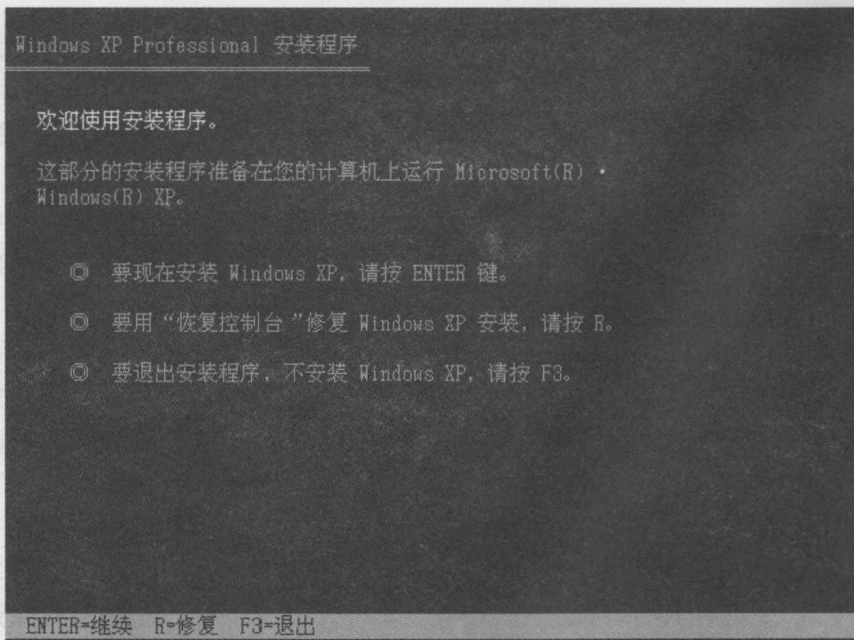 Windows XP Professional 安装程序
欢迎使用安装程序。
这部分的安装程序准备在您的计算机上运行 Microsoft(R) ·
Windows(R) XP。
◎ 要现在安装 Windows XP, 请按 ENTER 键。
◎ 要用“恢复控制台”修复 Windows XP 安装, 请按 R。
◎ 要退出安装程序, 不安装 Windows XP, 请按 F3。
ENTER=继续 R=修复 F3=退出